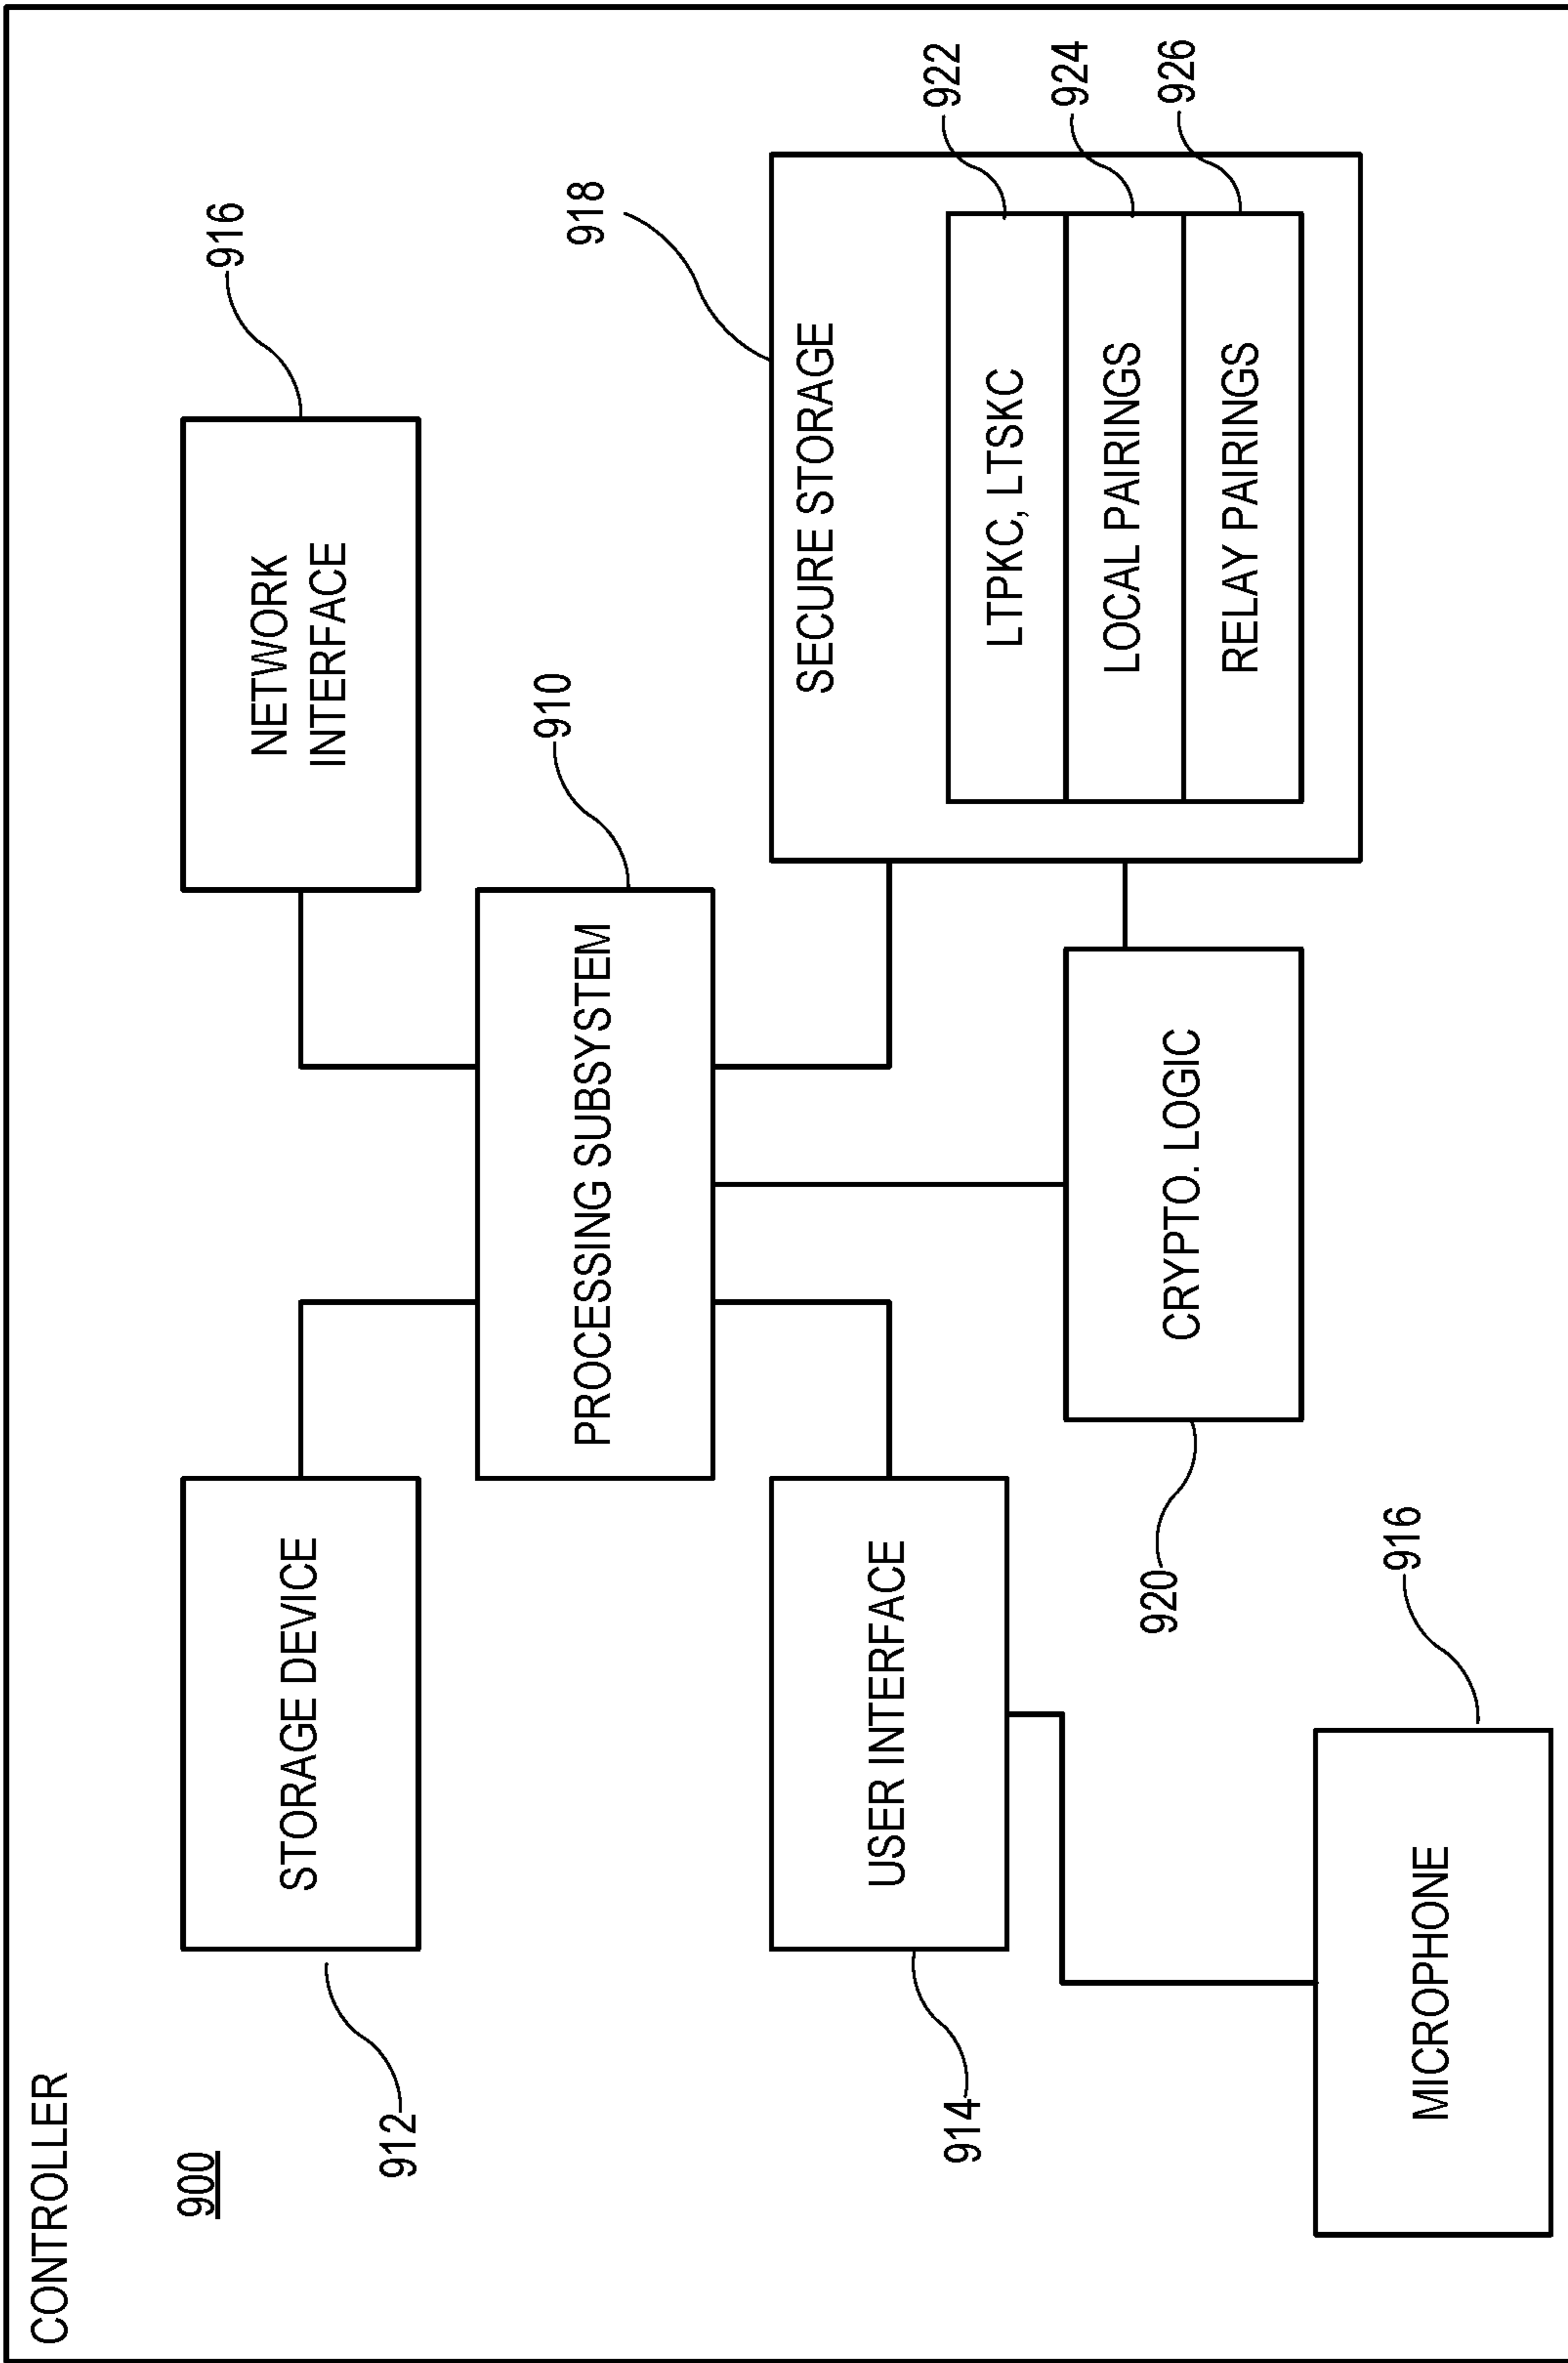 CONTROLLER
900
912
STORAGE DEVICE
NETWORK
INTERFACE
916
PROCESSING SUBSYSTEM
910
914
USER INTERFACE
918
SECURE STORAGE
LTPKC, LTSKC
922
LOCAL PAIRINGS
924
RELAY PAIRINGS
926
920
CRYPTO. LOGIC
MICROPHONE
916